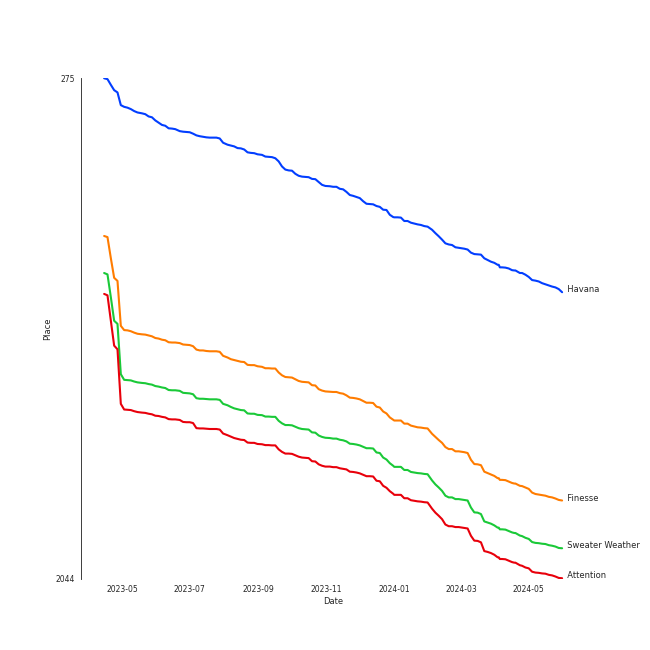 275
Havana
Place
Finesse
Sweater Weather
Attention
2044
2023-05 2023-07 2023-09 2023-11 2024-01 2024-03 2024-05
Date